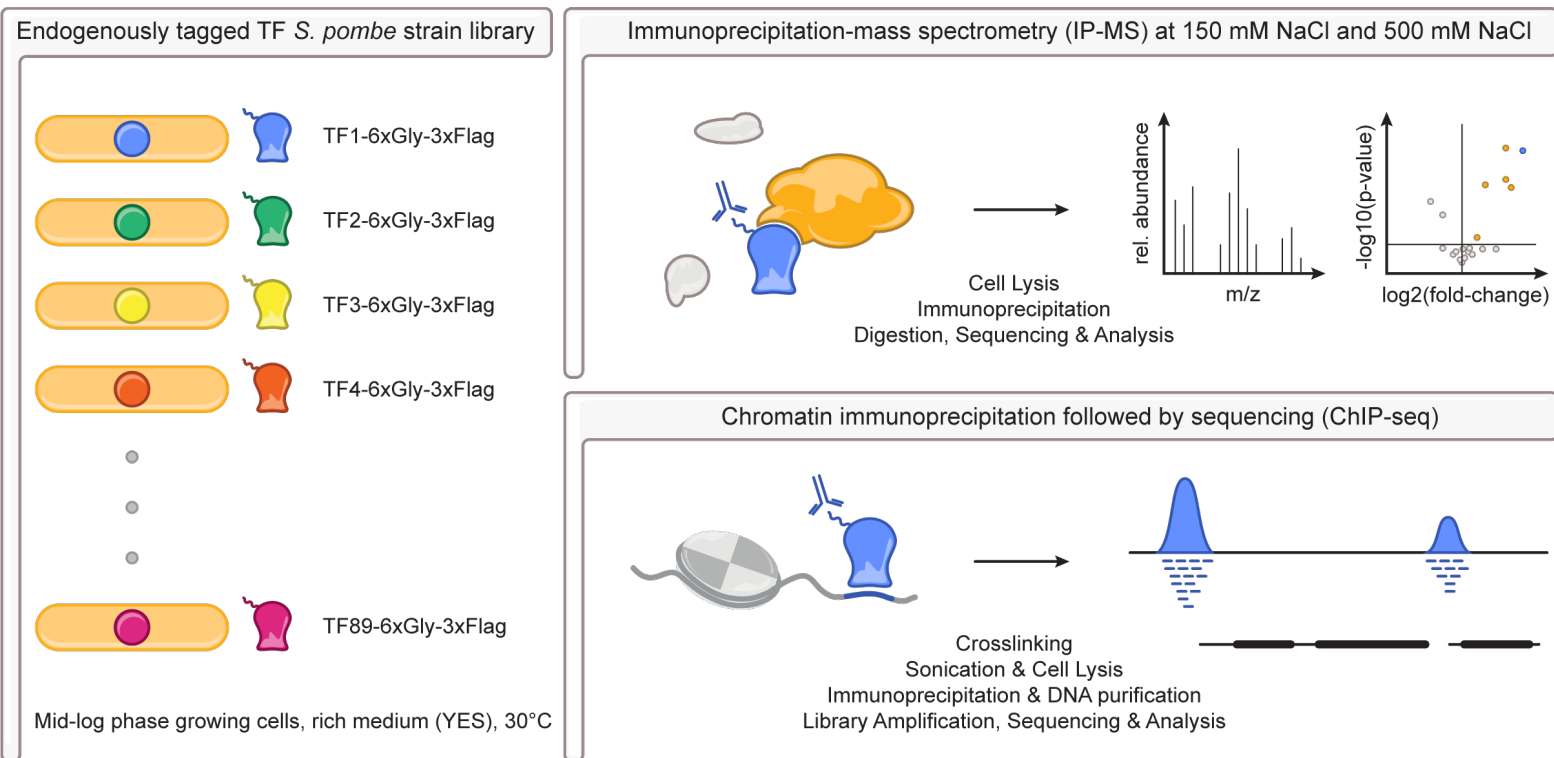 Endogenously tagged TF S. pombe strain library
TF1-6xGly-3xFlag
TF2-6xGly-3xFlag
TF3-6xGly-3xFlag
TF4-6xGly-3xFlag
TF89-6xGly-3xFlag
Mid-log phase growing cells, rich medium (YES), 30°C
Immunoprecipitation-mass spectrometry (IP-MS) at 150 mM NaCl and 500 mM NaCl
Cell Lysis
Immunoprecipitation
Digestion, Sequencing & Analysis
rel. abundance
m/z
-log10(p-value)
log2(fold-change)
Chromatin immunoprecipitation followed by sequencing (ChIP-seq)
Crosslinking
Sonication & Cell Lysis
Immunoprecipitation & DNA purification
Library Amplification, Sequencing & Analysis